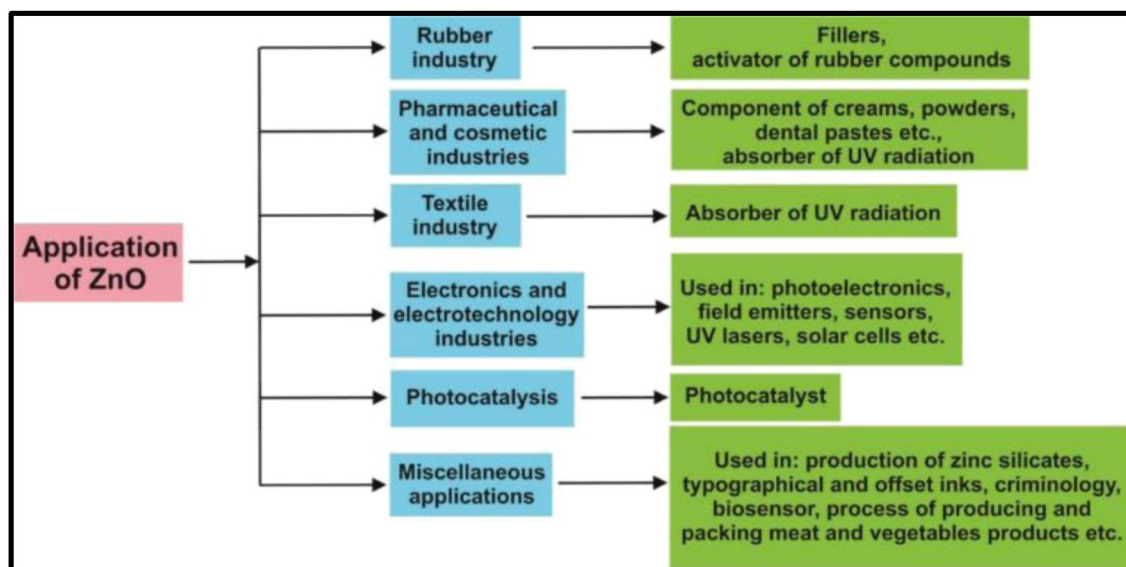 Application
of ZnO
Rubber
industry
Fillers,
activator of rubber compounds
Pharmaceutical
and cosmetic
industries
Component of creams, powders,
dental pastes etc.,
absorber of UV radiation
Textile
industry
Absorber of UV radiation
Electronics and
electrotechnology
industries
Used in: photoelectronics,
field emitters, sensors,
UV lasers, solar cells etc.
Photocatalysis
Photocatalyst
Miscellaneous
applications
Used in: production of zinc silicates,
typographical and offset inks, criminology,
biosensor, process of producing and
packing meat and vegetables products etc.